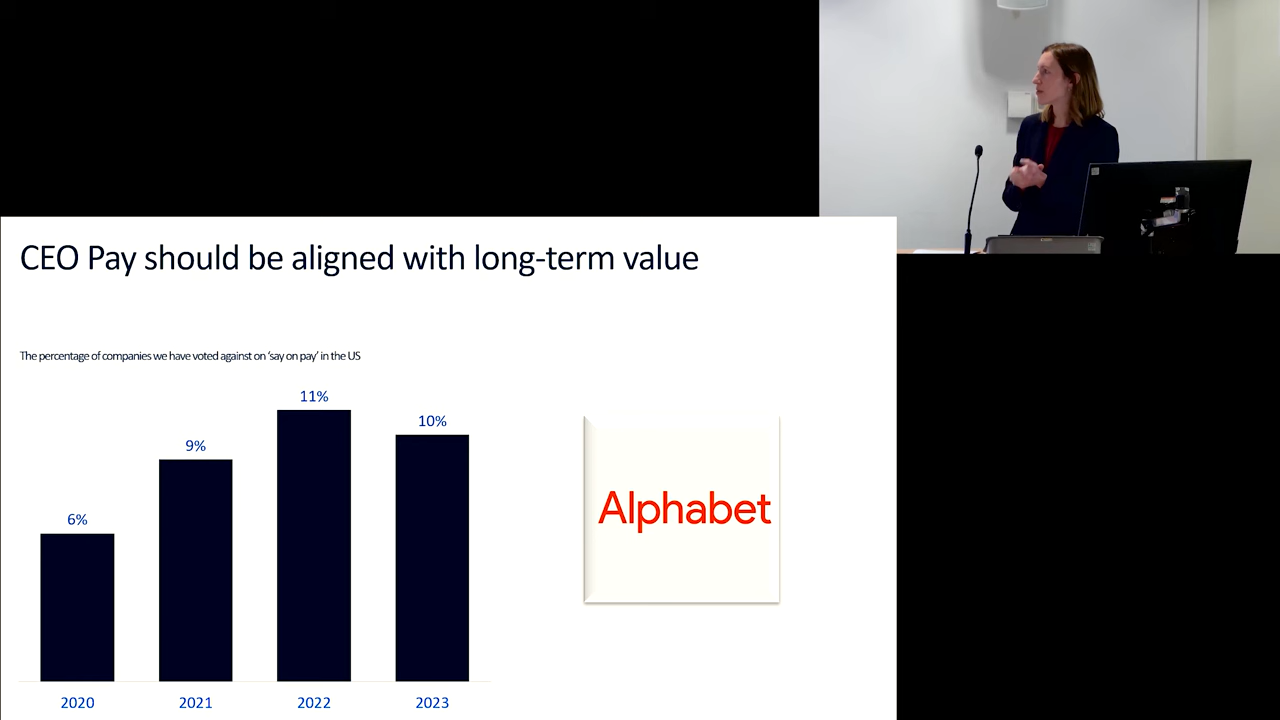 CEO Pay should be aligned with long-term value
The percentage of companies we have voted against on ‘say on pay’ in the US
11%
10%
9%
6%
Alphabet
2020 2021 2022 2023